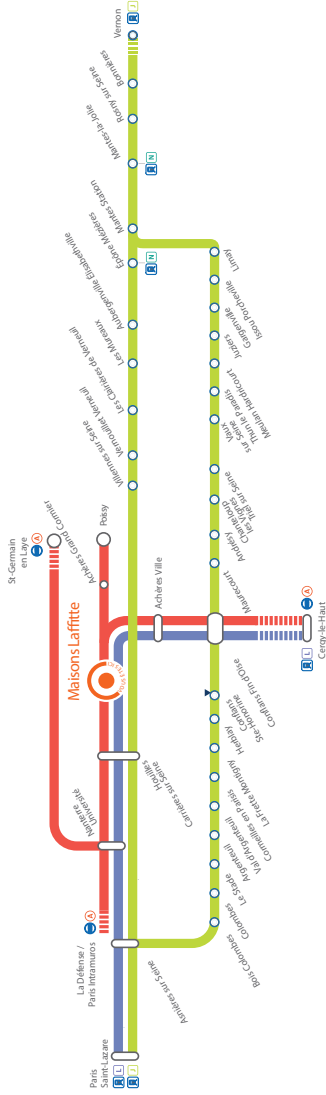 Vernon
R J
Bonnières
Rosny sur Seine
Mantes-la-Jolie
R N
Mantes Station
Epône Mézières
R N
Aubergenville Élisabethville
Les Mureaux
Les Clairières de Verneuil
Vernouillet Verneuil
Villiennes sur Seine
Limay
Issou Porcheville
Gargenville
Juziers
Meulan Hardricourt
Thun le Paradis
Vaux
sur Seine
Triel sur Seine
Chanteloup
les Vignes
Andrésy
Maurecourt
St-Germain
en Laye
A
Achères Grand Cormier
Poissy
Achères Ville
Maisons Laffitte
A
R L
Cergy-le-Haut
Conflans Fin d'Oise
Conflans
Ste-Honorine
Herblay
La Frette Montigny
Cormeilles en Parisis
Val d'Argenteuil
Argenteuil
Le Stade
Colombes
Bois Colombes
Houilles
Carrière sur Seine
Nanterre
Université
A
La Défense /
Paris Intramuros
Asnières sur Seine
Paris
Saint-Lazare
R L
R J